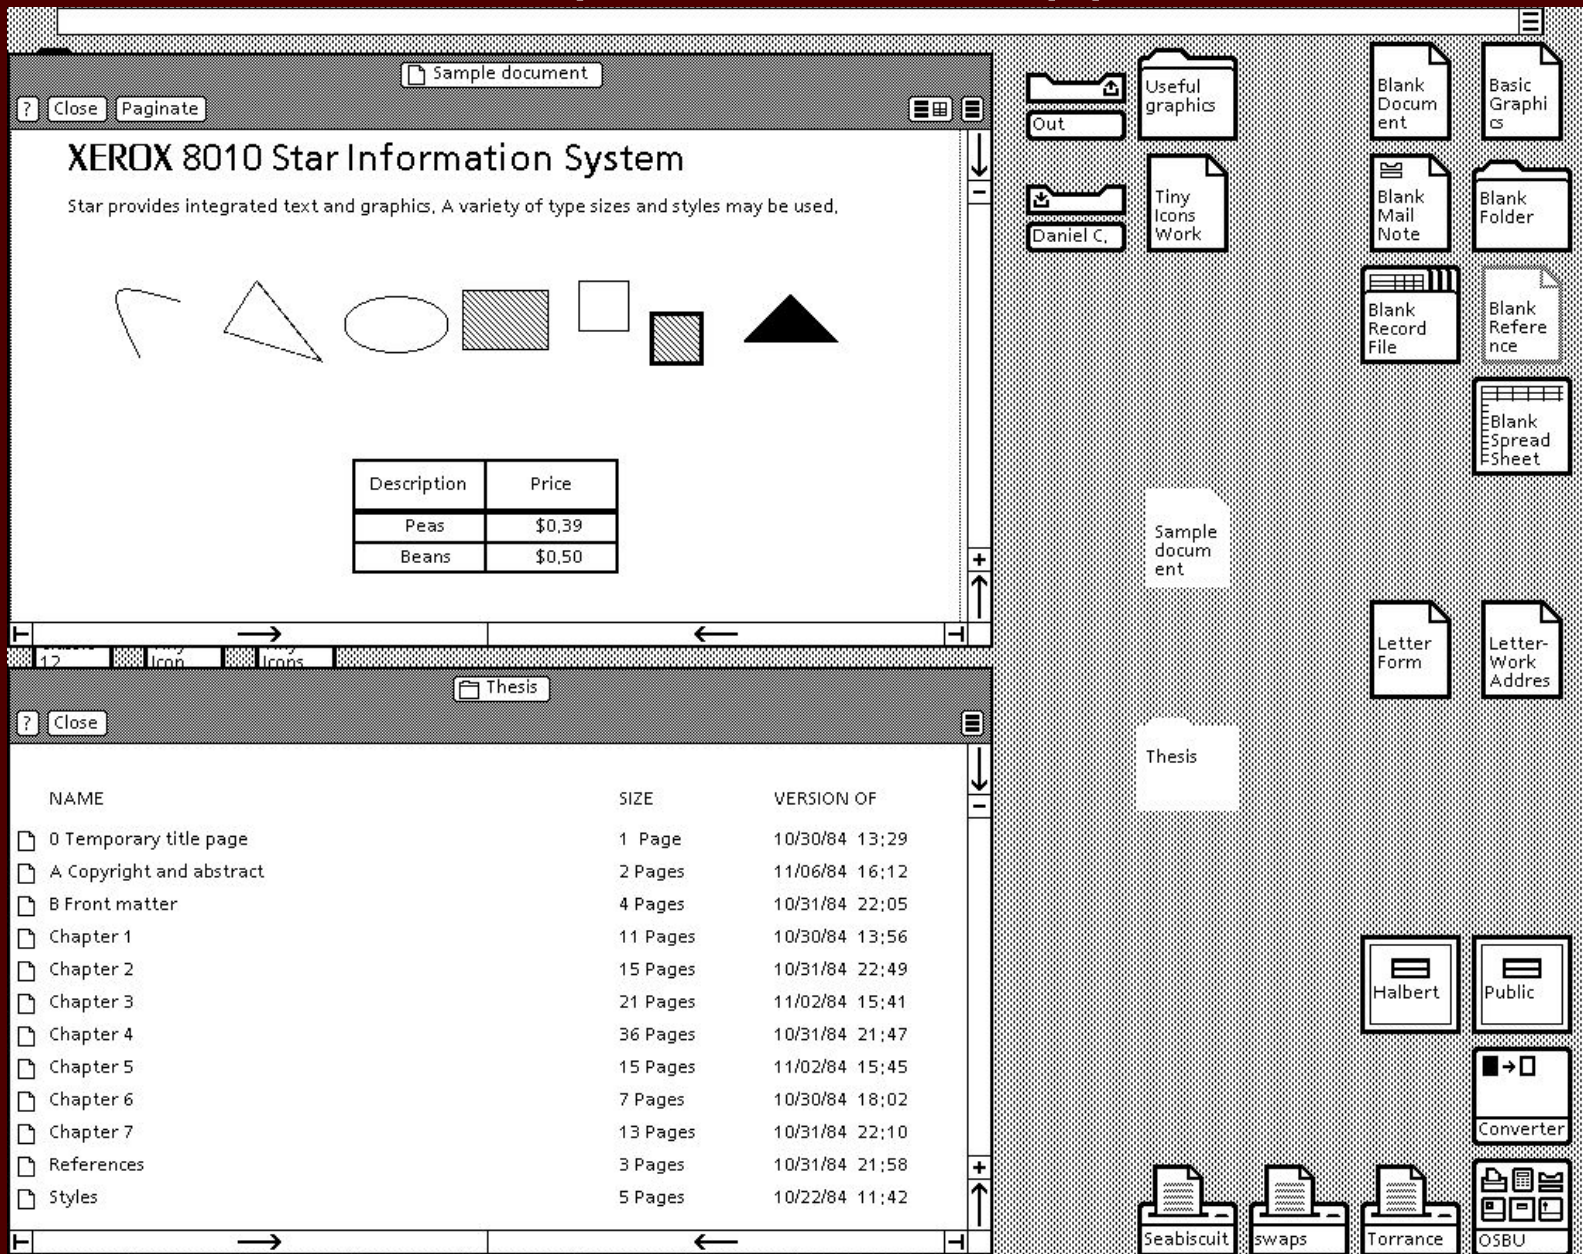 Sample document
? Close Paginate
XEROX 8010 Star Information System
Star provides integrated text and graphics. A variety of type sizes and styles may be used.
Description Price
Peas $0.39
Beans $0.50
12
Icon
Icons
Thesis
? Close
NAME SIZE VERSION OF
0 Temporary title page 1 Page 10/30/84 13:29
A Copyright and abstract 2 Pages 11/06/84 16:12
B Front matter 4 Pages 10/31/84 22:05
Chapter 1 11 Pages 10/30/84 13:56
Chapter 2 15 Pages 10/31/84 22:49
Chapter 3 21 Pages 11/02/84 15:41
Chapter 4 36 Pages 10/31/84 21:47
Chapter 5 15 Pages 11/02/84 15:45
Chapter 6 7 Pages 10/30/84 18:02
Chapter 7 13 Pages 10/31/84 22:10
References 3 Pages 10/31/84 21:58
Styles 5 Pages 10/22/84 11:42
Out
Useful
graphics
Blank
Docum
ent
Basic
Graphi
cs
Daniel C.
Tiny
Icons
Work
Blank
Mail
Note
Blank
Folder
Blank
Record
File
Blank
Refere
nce
Blank
Spread
Sheet
Sample
docum
ent
Letter
Form
Letter-
Work
Addres
Thesis
Halbert
Public
Converter
Seabiscuit
swaps
Torrance
OSBU